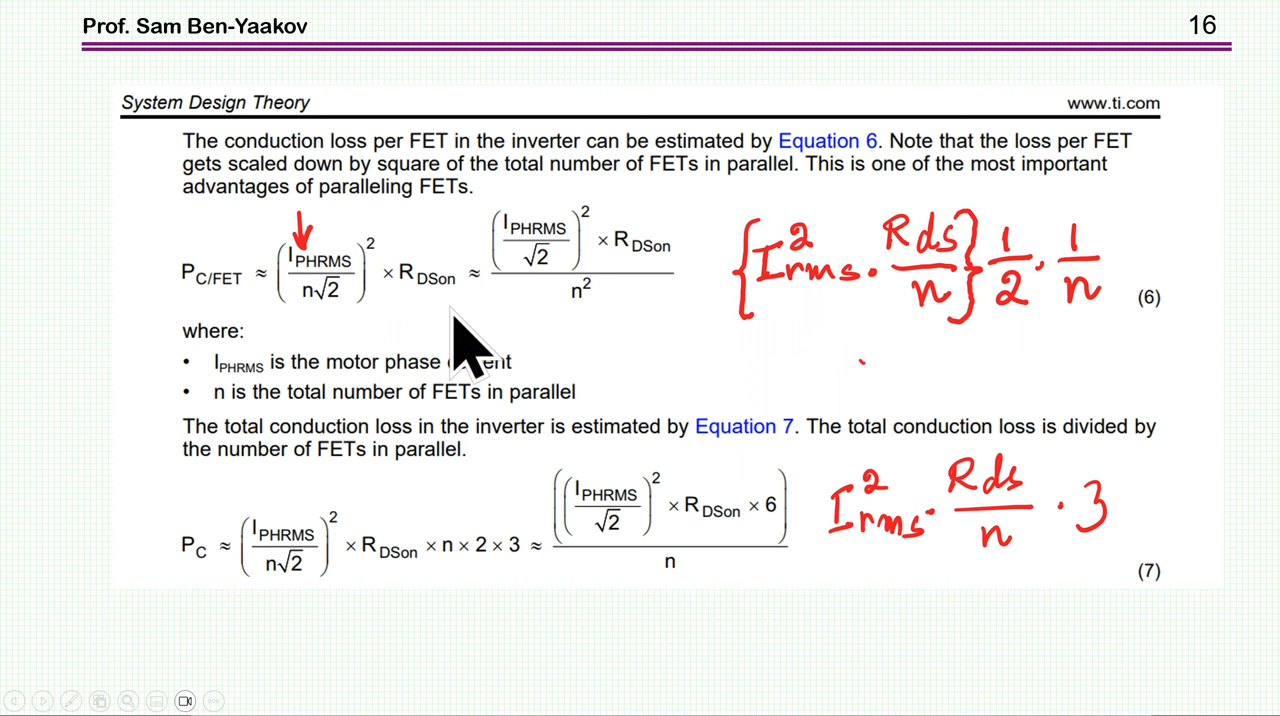 Prof. Sam Ben-Yaakov
16
System Design Theory
www.ti.com
The conduction loss per FET in the inverter can be estimated by Equation 6. Note that the loss per FET
gets scaled down by square of the total number of FETs in parallel. This is one of the most important
advantages of paralleling FETs.
P_C/FET ≈ (I_PHRMS / n√2)² × R_DSon ≈ ((I_PHRMS / √2)² × R_DSon) / n²
{I²rms · Rds/n} 1/2 · 1/n
(6)
where:
• I_PHRMS is the motor phase ent
• n is the total number of FETs in parallel
The total conduction loss in the inverter is estimated by Equation 7. The total conduction loss is divided by
the number of FETs in parallel.
P_C ≈ (I_PHRMS / n√2)² × R_DSon × n × 2 × 3 ≈ ((I_PHRMS / √2)² × R_DSon × 6) / n
I²rms · Rds/n · 3
(7)